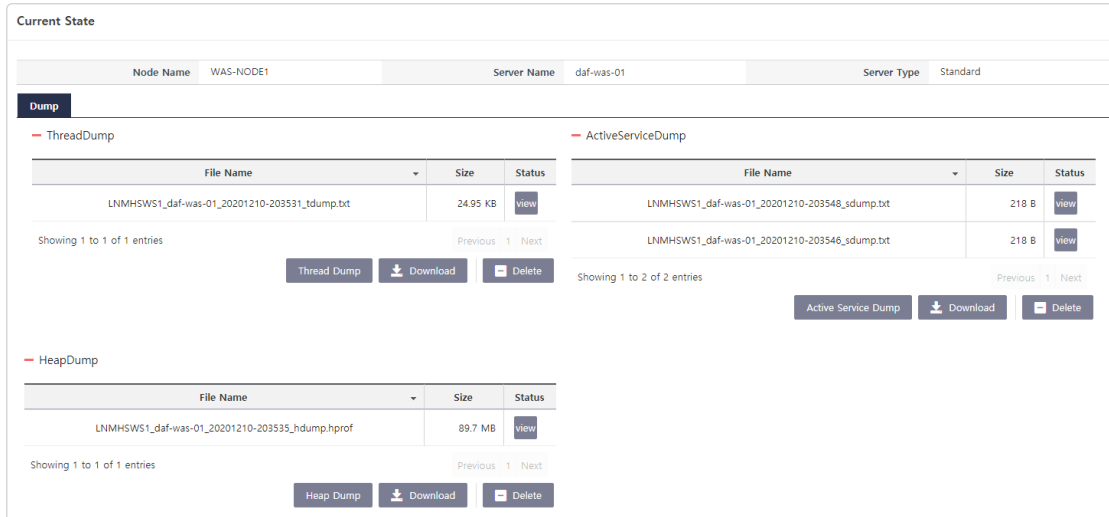 Current State
Node Name WAS-NODE1 Server Name daf-was-01 Server Type Standard
Dump
ThreadDump
File Name Size Status
LNMHSWS1_daf-was-01_20201210-203531_tdump.txt 24.95 KB view
Showing 1 to 1 of 1 entries Previous 1 Next
Thread Dump Download Delete
ActiveServiceDump
File Name Size Status
LNMHSWS1_daf-was-01_20201210-203548_sdump.txt 218 B view
LNMHSWS1_daf-was-01_20201210-203546_sdump.txt 218 B view
Showing 1 to 2 of 2 entries Previous 1 Next
Active Service Dump Download Delete
HeapDump
File Name Size Status
LNMHSWS1_daf-was-01_20201210-203535_hdump.hprof 89.7 MB view
Showing 1 to 1 of 1 entries Previous 1 Next
Heap Dump Download Delete